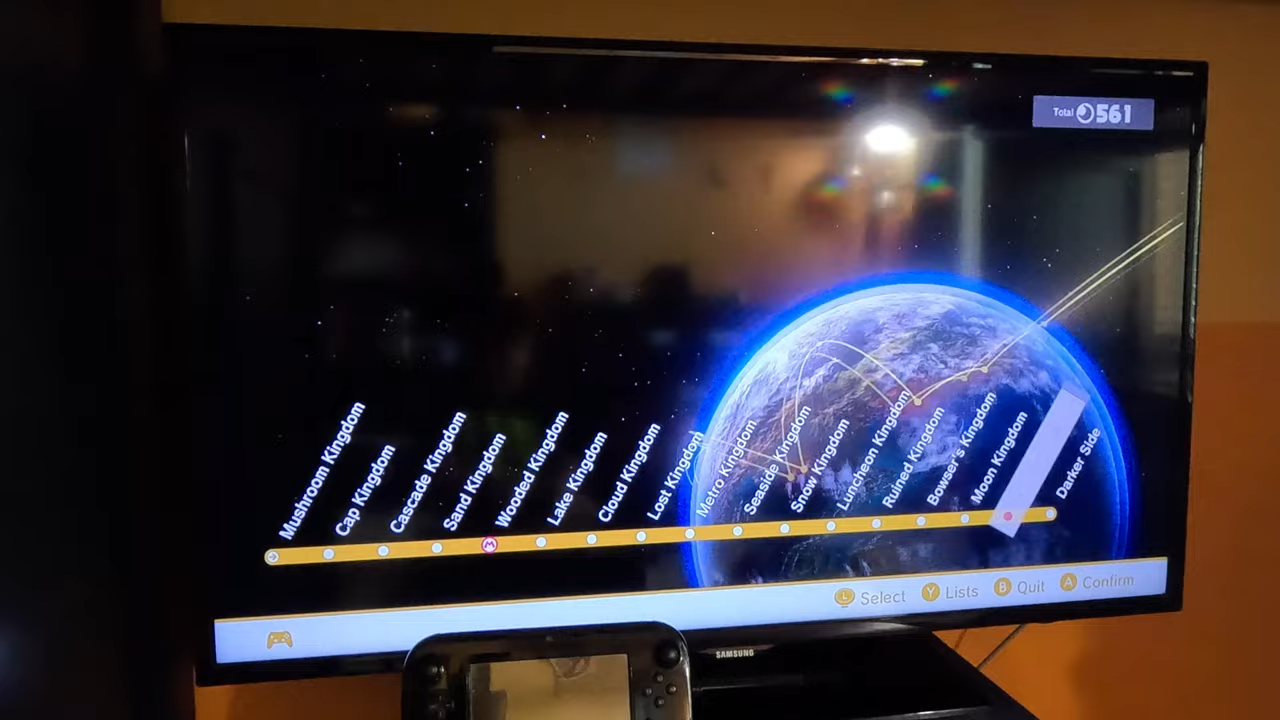 Total 561
Mushroom Kingdom
Cap Kingdom
Cascade Kingdom
Sand Kingdom
Wooded Kingdom
Lake Kingdom
Cloud Kingdom
Lost Kingdom
Metro Kingdom
Seaside Kingdom
Snow Kingdom
Luncheon Kingdom
Ruined Kingdom
Bowser's Kingdom
Moon Kingdom
Darker Side
L Select Y Lists B Quit A Confirm
SAMSUNG